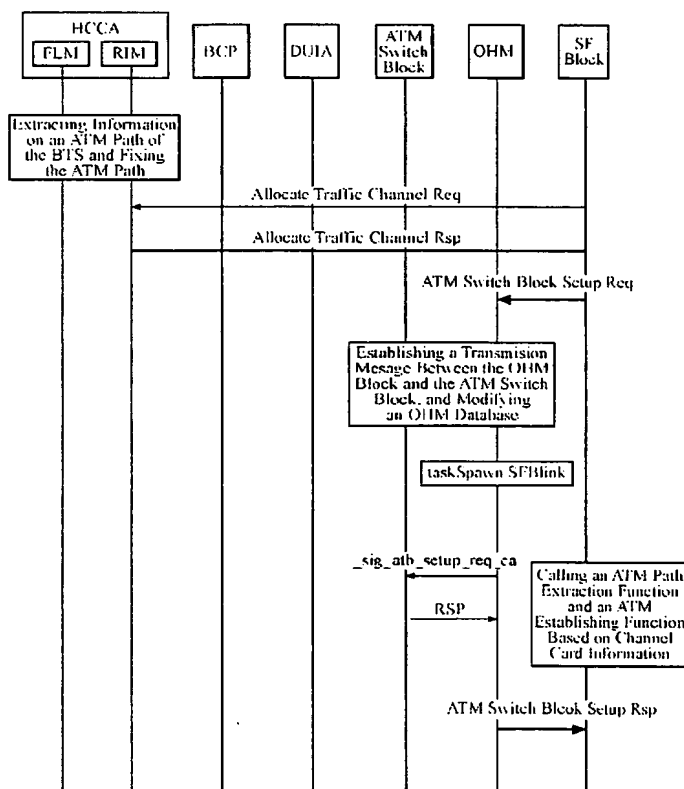 HCCA
FLM
RIM
BCP
DUIA
ATM
Switch
Block
OHM
SF
Block
Extracting Information
on an ATM Path of
the BTS and Fixing
the ATM Path
Allocate Traffic Channel Req
Allocate Traffic Channel Rsp
ATM Switch Block Setup Req
Establishing a Transmision
Message Between the OHM
Block and the ATM Switch
Block, and Modifying
an OHM Database
taskSpawn SFBlink
_sig_atb_setup_req_ca
RSP
Calling an ATM Path
Extraction Function
and an ATM
Establishing Function
Based on Channel
Card Information
ATM Switch Bleok Setup Rsp